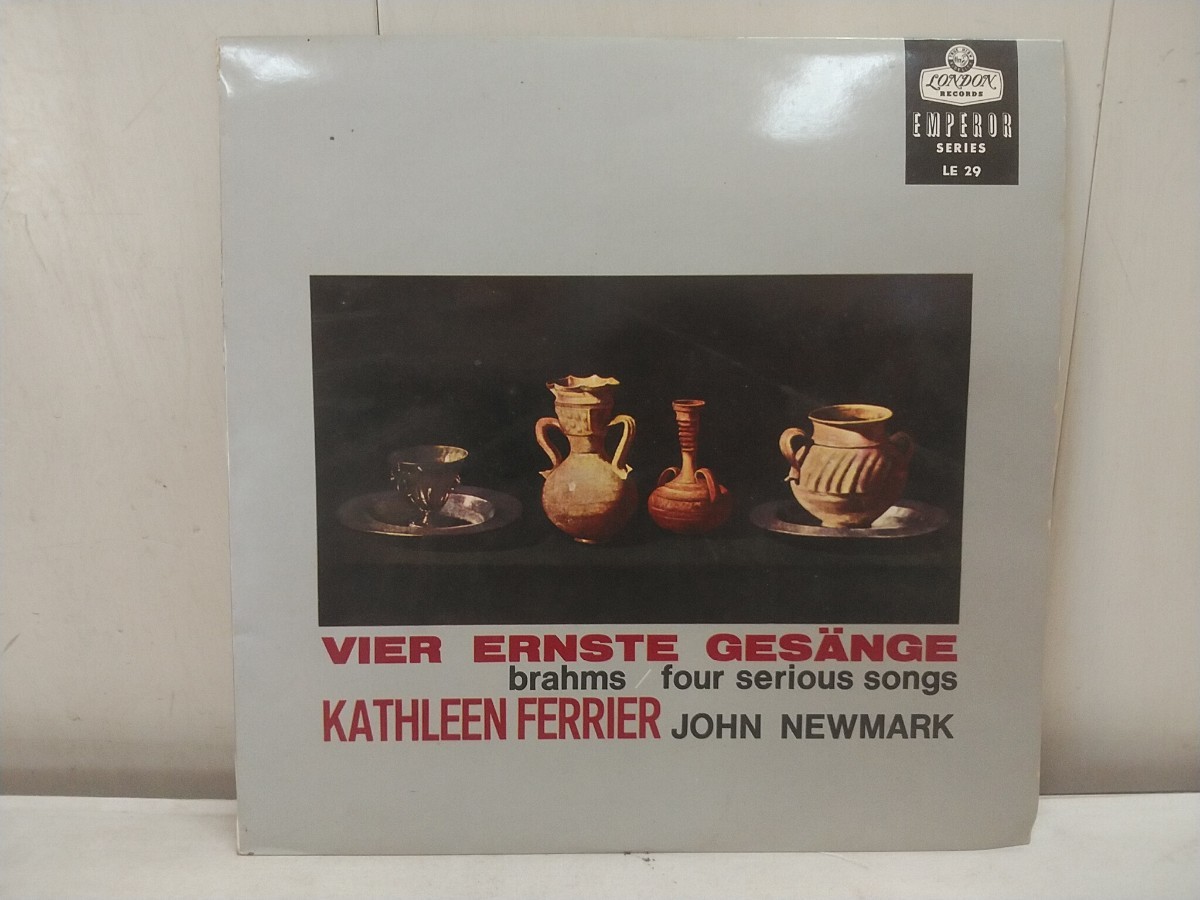 LONDON
RECORDS
EMPEROR
SERIES
LE 29
VIER ERNSTE GESÄNGE
brahms / four serious songs
KATHLEEN FERRIER JOHN NEWMARK